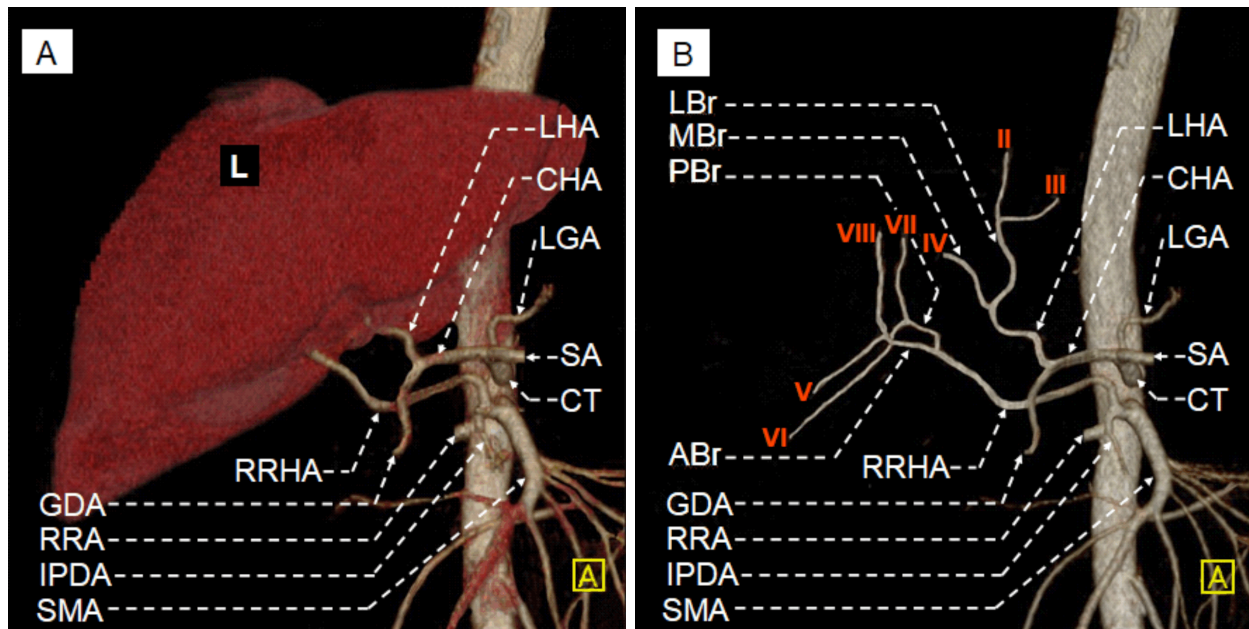 A
L
LHA
CHA
LGA
SA
CT
RRHA
GDA
RRA
IPDA
SMA
A
B
LBr
MBr
PBr
II
III
VIII
VII
IV
V
VI
LHA
CHA
LGA
SA
CT
ABr
RRHA
GDA
RRA
IPDA
SMA
A